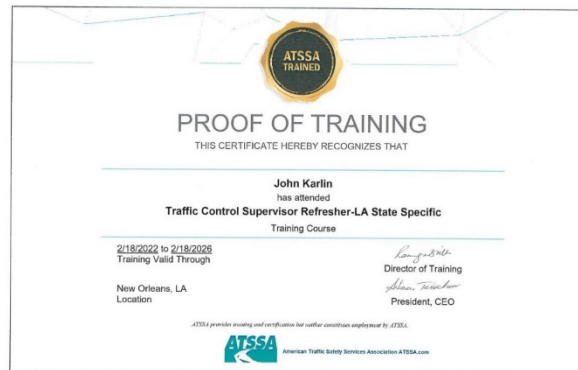 ATSSA
TRAINED
PROOF OF TRAINING
THIS CERTIFICATE HEREBY RECOGNIZES THAT
John Karlin
has attended
Traffic Control Supervisor Refresher-LA State Specific
Training Course
2/18/2022 to 2/18/2026
Training Valid Through
Director of Training
New Orleans, LA
Location
President, CEO
ATSSA provides training and certification but neither constitutes employment by ATSSA.
ATSSA
American Traffic Safety Services Association ATSSA.com